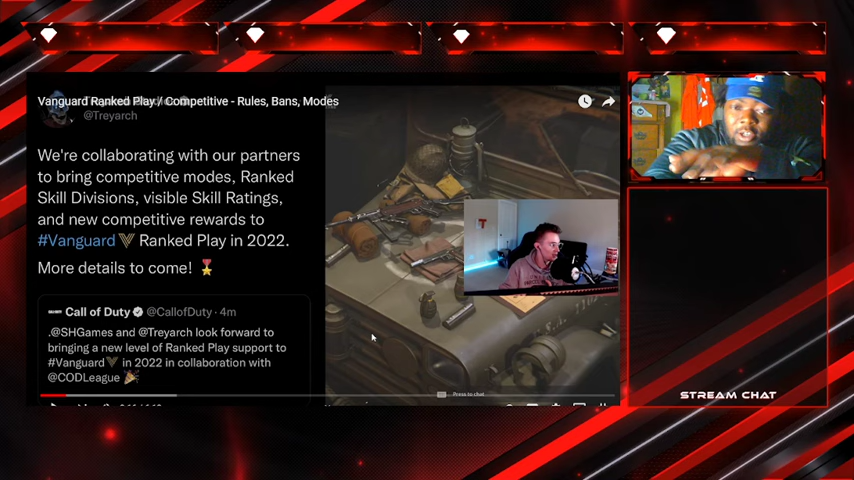 Vanguard Ranked Play / Competitive - Rules, Bans, Modes
@Treyarch
We're collaborating with our partners
to bring competitive modes, Ranked
Skill Divisions, visible Skill Ratings,
and new competitive rewards to
#Vanguard Ranked Play in 2022.
More details to come!
Call of Duty @CallofDuty · 4m
.@SHGames and @Treyarch look forward to
bringing a new level of Ranked Play support to
#Vanguard in 2022 in collaboration with
@CODLeague
Press to chat
STREAM CHAT